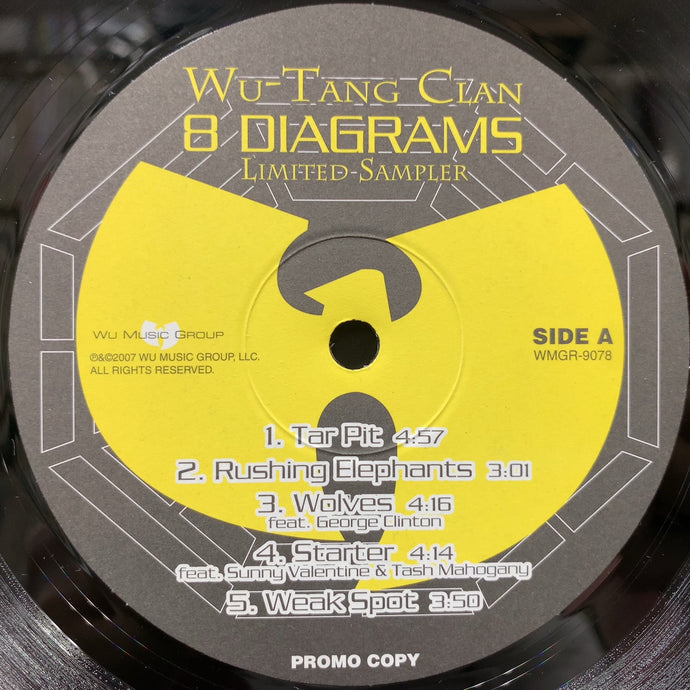 Wu-Tang Clan
8 DIAGRAMS
Limited-Sampler
Wu Music Group
SIDE A
WMGR-9078
℗&©2007 WU MUSIC GROUP, LLC.
ALL RIGHTS RESERVED.
1. Tar Pit 4:57
2. Rushing Elephants 3:01
3. Wolves 4:16
feat. George Clinton
4. Starter 4:14
feat. Sunny Valentine & Tash Mahogany
5. Weak Spot 3:50
PROMO COPY